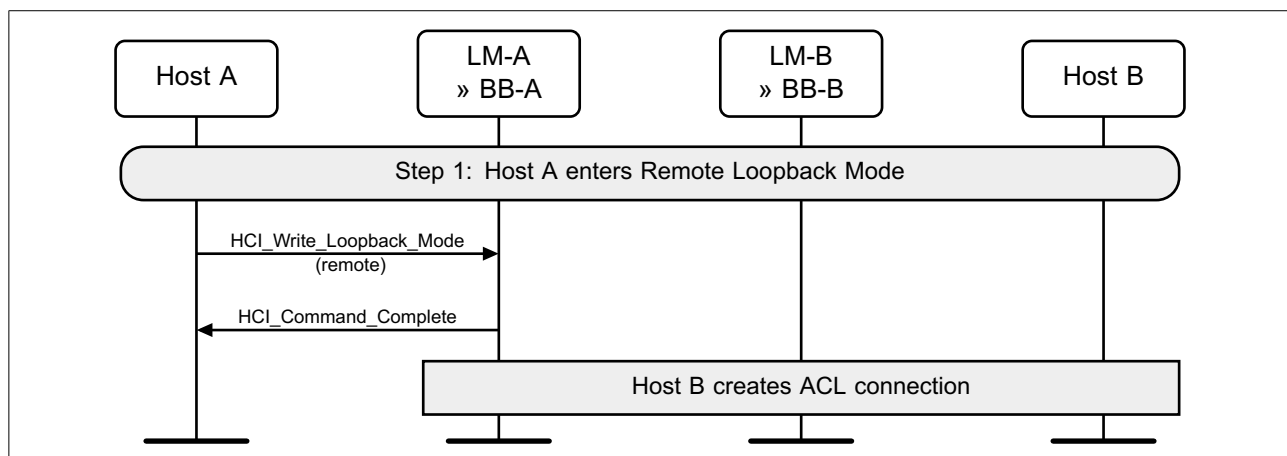 Host A
LM-A
» BB-A
LM-B
» BB-B
Host B
Step 1: Host A enters Remote Loopback Mode
HCI_Write_Loopback_Mode
(remote)
HCI_Command_Complete
Host B creates ACL connection